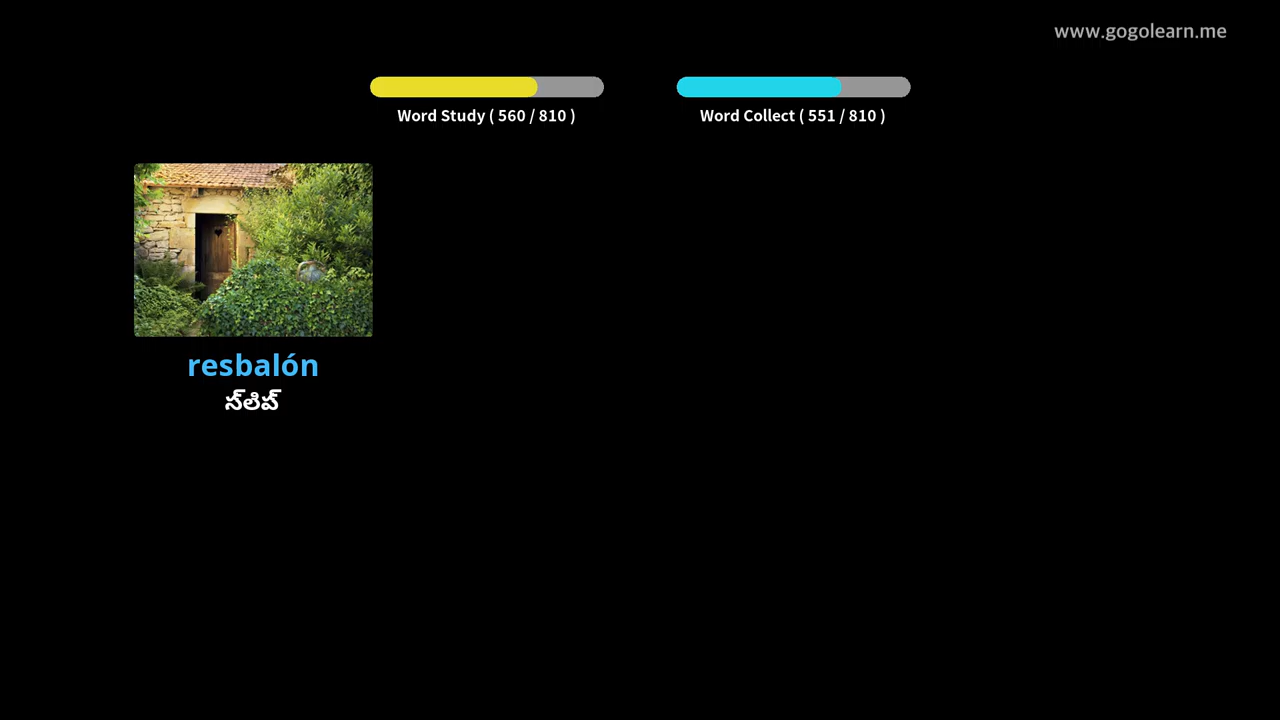 www.gogolearn.me
Word Study ( 560 / 810 )
Word Collect ( 551 / 810 )
resbalón
స్‌లిప్